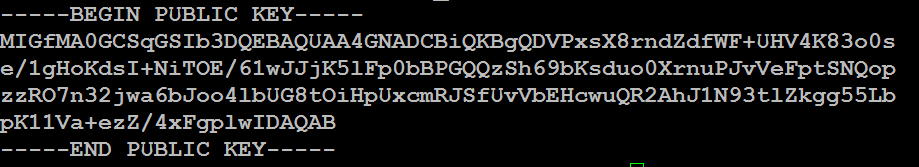 -----BEGIN PUBLIC KEY-----
MIGfMA0GCSqGSIb3DQEBAQUAA4GNADCBiQKBgQDVPxsX8rndZdfWF+UHV4K83o0s
e/1gHoKdsI+NiTOE/61wJJjK5lFp0bBPGQQzSh69bKsduo0XrnuPJvVeFptSNQop
zzRO7n32jwa6bJoo4lbUG8tOiHpUxcmRJSfUvVbEHcwuQR2AhJ1N93tlZkgg55Lb
pK11Va+ezZ/4xFgplwIDAQAB
-----END PUBLIC KEY-----